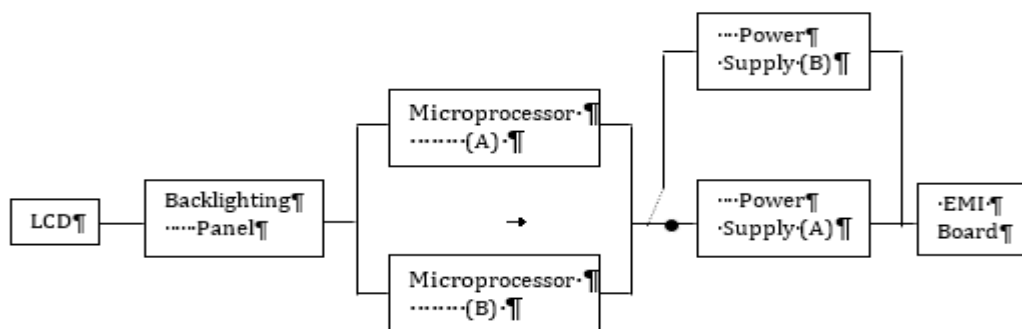 LCD¶
Backlighting¶
·····Panel¶
Microprocessor·¶
·········(A)·¶
Microprocessor·¶
·········(B)·¶
····Power¶
·Supply·(B)¶
····Power¶
·Supply·(A)¶
·EMI·¶
Board¶